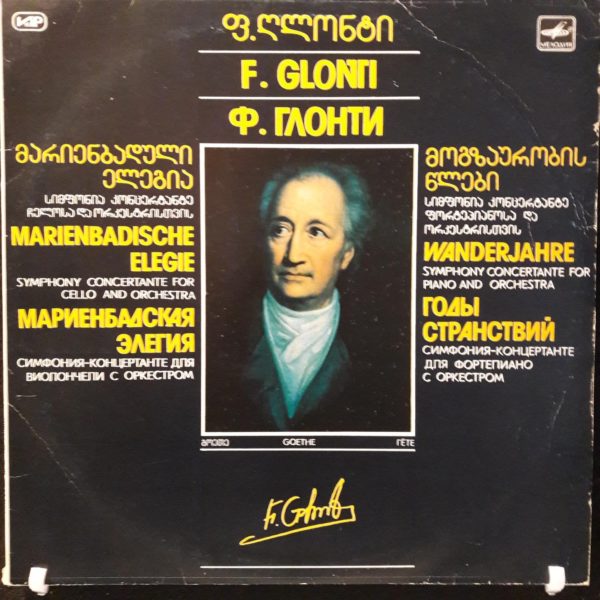 ფ. ღლონტი
МЕЛОДИЯ
F. GLONTI
Ф. ГЛОНТИ
მარიენბადული
ელეგია
სიმფონია კონცერტანტე
ჩელოსა და ორკესტრისთვის
MARIENBADISCHE
ELEGIE
SYMPHONY CONCERTANTE FOR
CELLO AND ORCHESTRA
МАРИЕНБАДСКАЯ
ЭЛЕГИЯ
СИМФОНИЯ-КОНЦЕРТАНТЕ ДЛЯ
ВИОЛОНЧЕЛИ С ОРКЕСТРОМ
მოგზაურობის
წლები
სიმფონია კონცერტანტე
ფორტეპიანოსა და
ორკესტრისთვის
WANDERJAHRE
SYMPHONY CONCERTANTE FOR
PIANO AND ORCHESTRA
ГОДЫ
СТРАНСТВИЙ
СИМФОНИЯ-КОНЦЕРТАНТЕ
ДЛЯ ФОРТЕПИАНО
С ОРКЕСТРОМ
გოეთე GOETHE ГЁТЕ